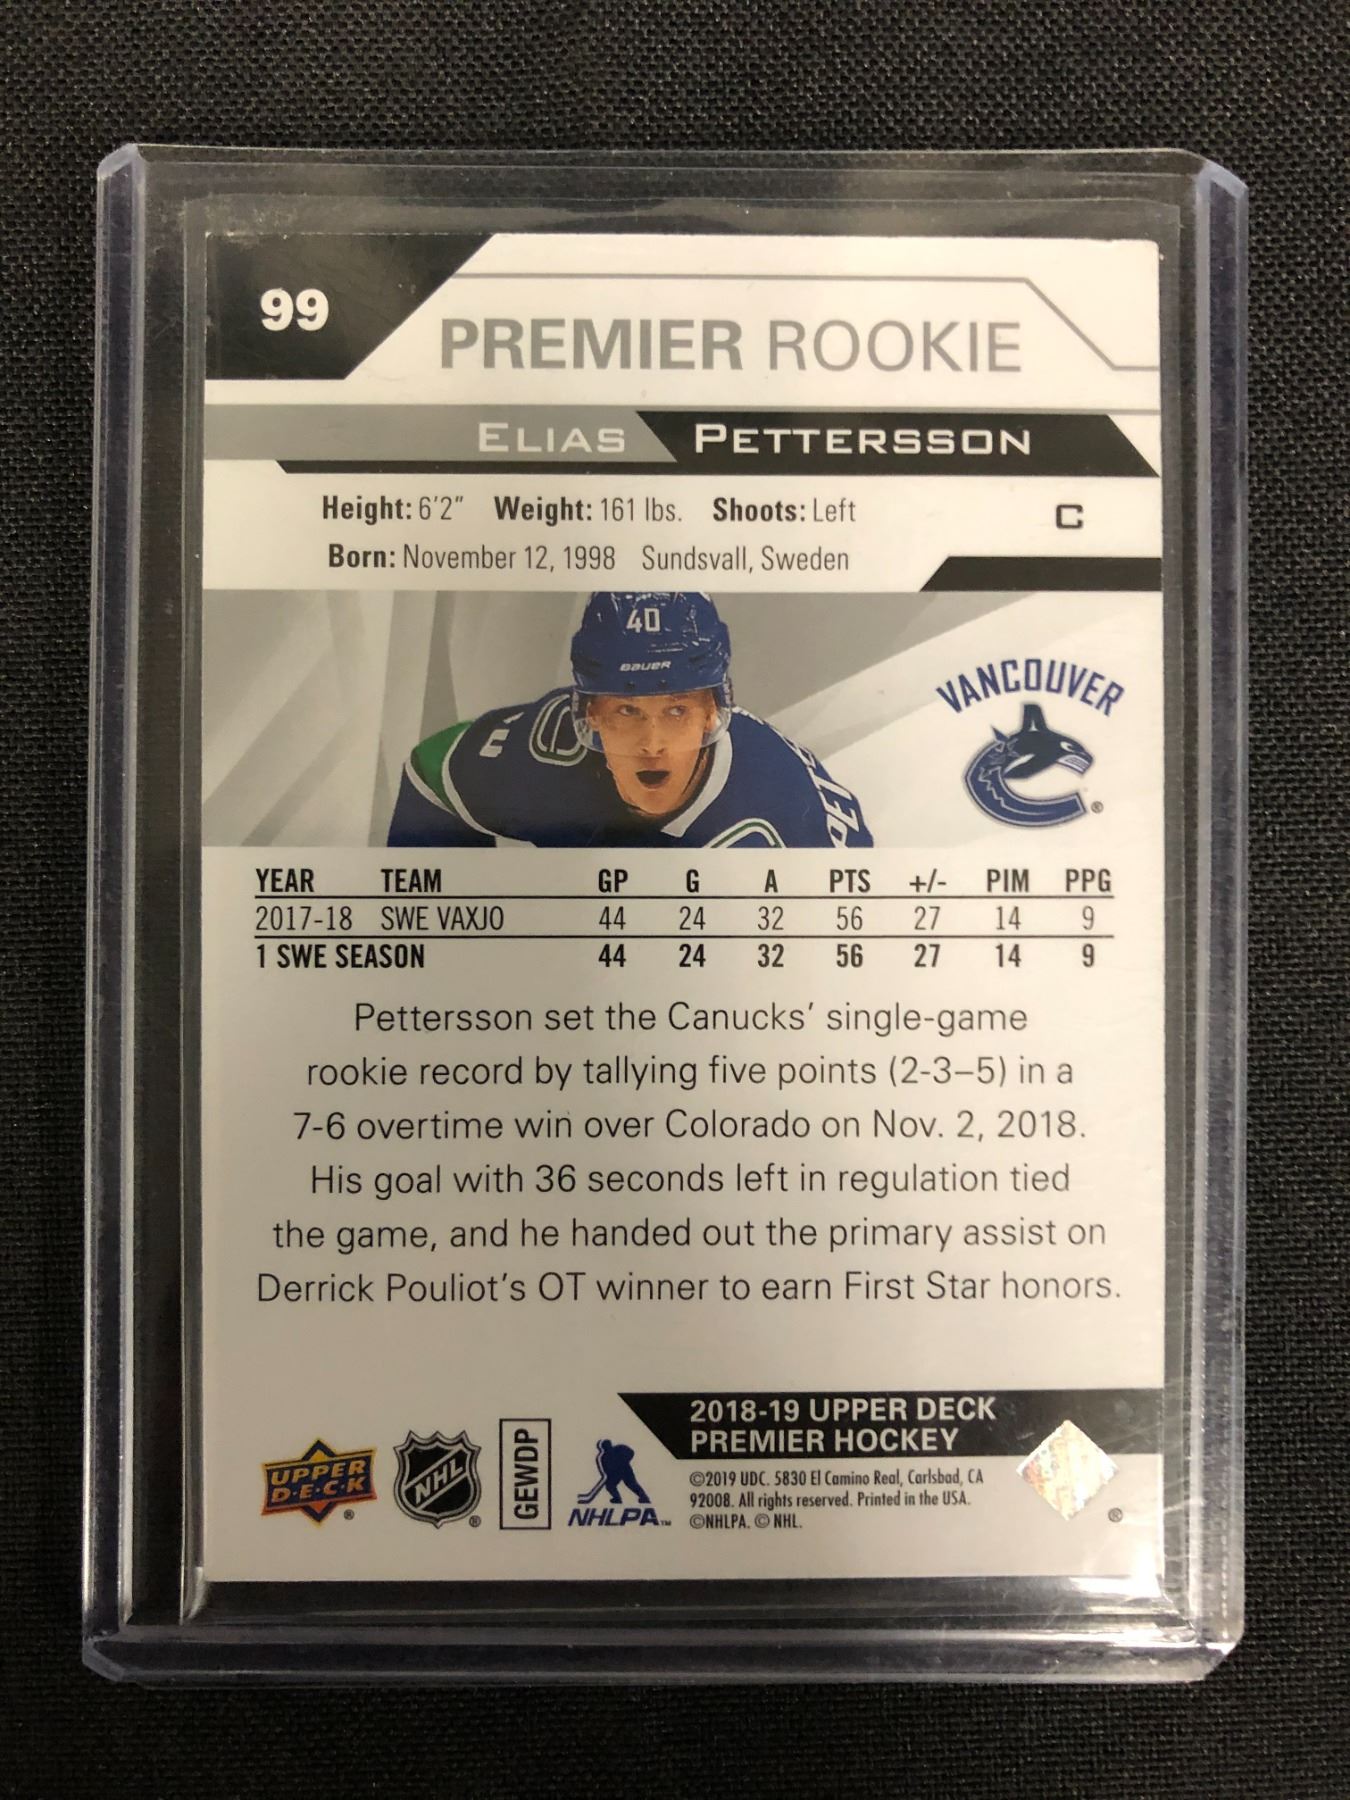 99
PREMIER ROOKIE
ELIAS PETTERSSON
Height: 6'2" Weight: 161 lbs. Shoots: Left
C
Born: November 12, 1998 Sundsvall, Sweden
40
BAUER
VANCOUVER
®
YEAR TEAM GP G A PTS +/- PIM PPG
2017-18 SWE VAXJO 44 24 32 56 27 14 9
1 SWE SEASON 44 24 32 56 27 14 9
Pettersson set the Canucks' single-game
rookie record by tallying five points (2-3–5) in a
7-6 overtime win over Colorado on Nov. 2, 2018.
His goal with 36 seconds left in regulation tied
the game, and he handed out the primary assist on
Derrick Pouliot's OT winner to earn First Star honors.
2018-19 UPPER DECK
PREMIER HOCKEY
UPPER
D·E·C·K
®
NHL
®
GEWDP
NHLPA™
©2019 UDC. 5830 El Camino Real, Carlsbad, CA
92008. All rights reserved. Printed in the USA.
©NHLPA. © NHL.
®